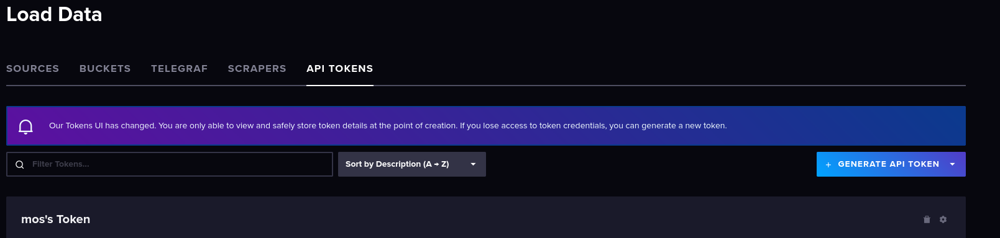 Load Data
SOURCES BUCKETS TELEGRAF SCRAPERS API TOKENS
Our Tokens UI has changed. You are only able to view and safely store token details at the point of creation. If you lose access to token credentials, you can generate a new token.
Filter Tokens... Sort by Description (A → Z) + GENERATE API TOKEN
mos's Token